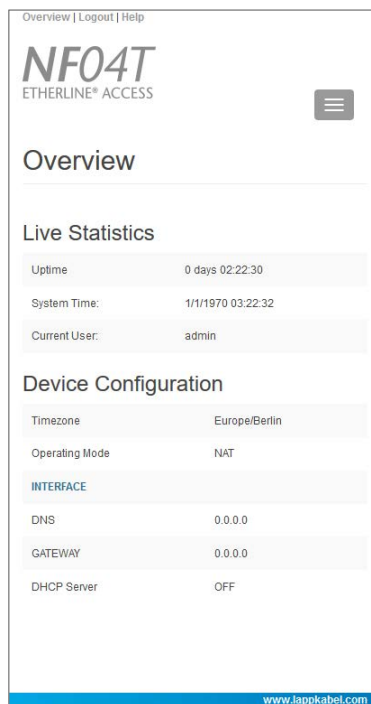 Overview | Logout | Help
NF04T
ETHERLINE® ACCESS
Overview
Live Statistics
Uptime 0 days 02:22:30
System Time: 1/1/1970 03:22:32
Current User: admin
Device Configuration
Timezone Europe/Berlin
Operating Mode NAT
INTERFACE
DNS 0.0.0.0
GATEWAY 0.0.0.0
DHCP Server OFF
www.lappkabel.com